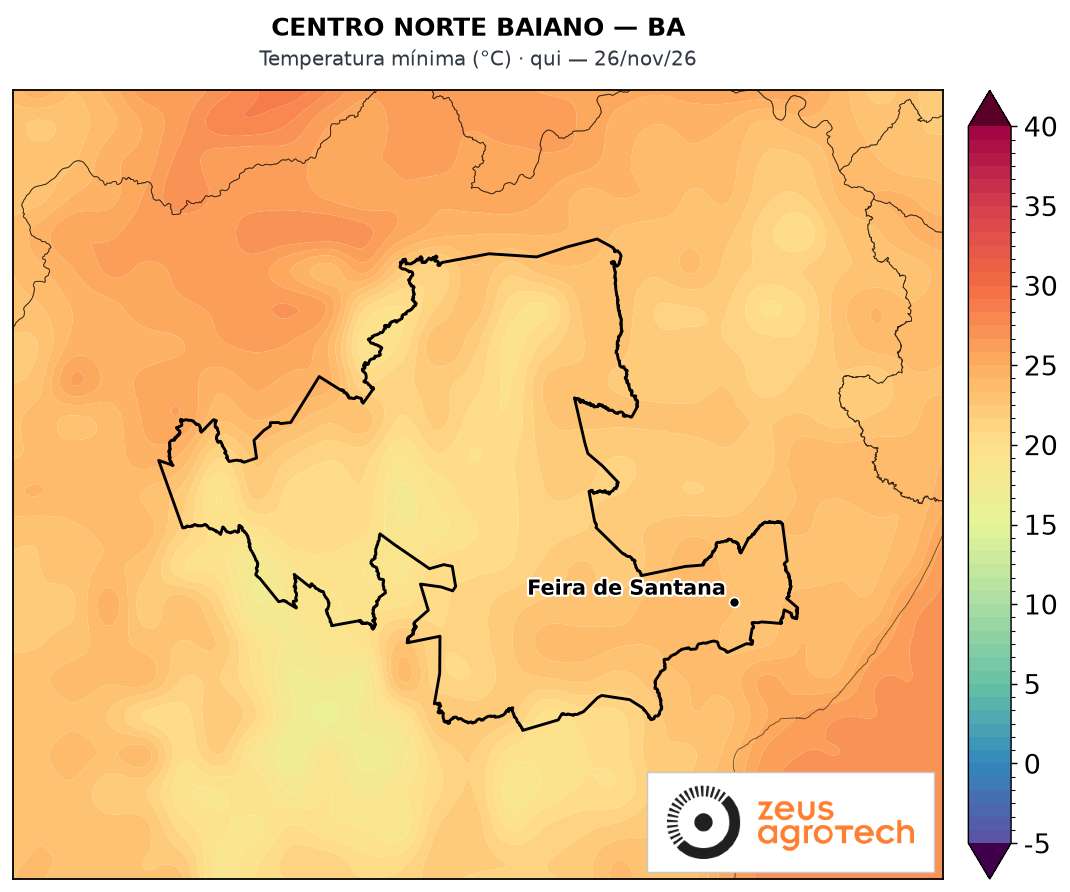 CENTRO NORTE BAIANO — BA
Temperatura mínima (°C) · qui — 26/nov/26
40
35
30
25
20
15
10
5
0
-5
Feira de Santana
zeus
agrotech